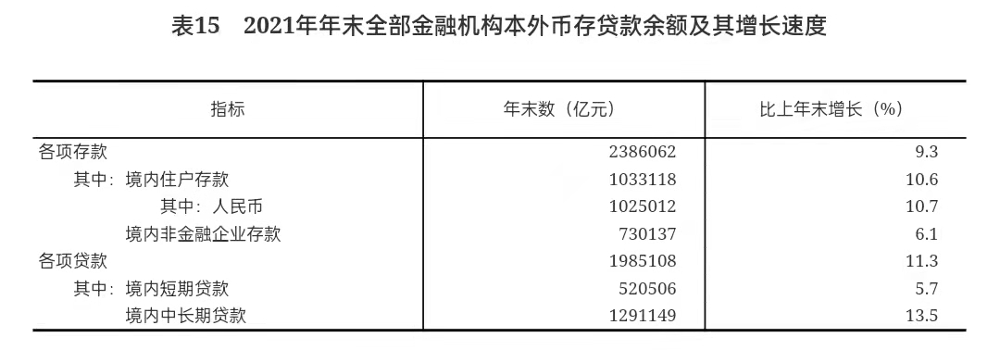 表15 2021年年末全部金融机构本外币存贷款余额及其增长速度
指标 年末数（亿元） 比上年末增长（%）
各项存款 2386062 9.3
其中：境内住户存款 1033118 10.6
其中：人民币 1025012 10.7
境内非金融企业存款 730137 6.1
各项贷款 1985108 11.3
其中：境内短期贷款 520506 5.7
境内中长期贷款 1291149 13.5